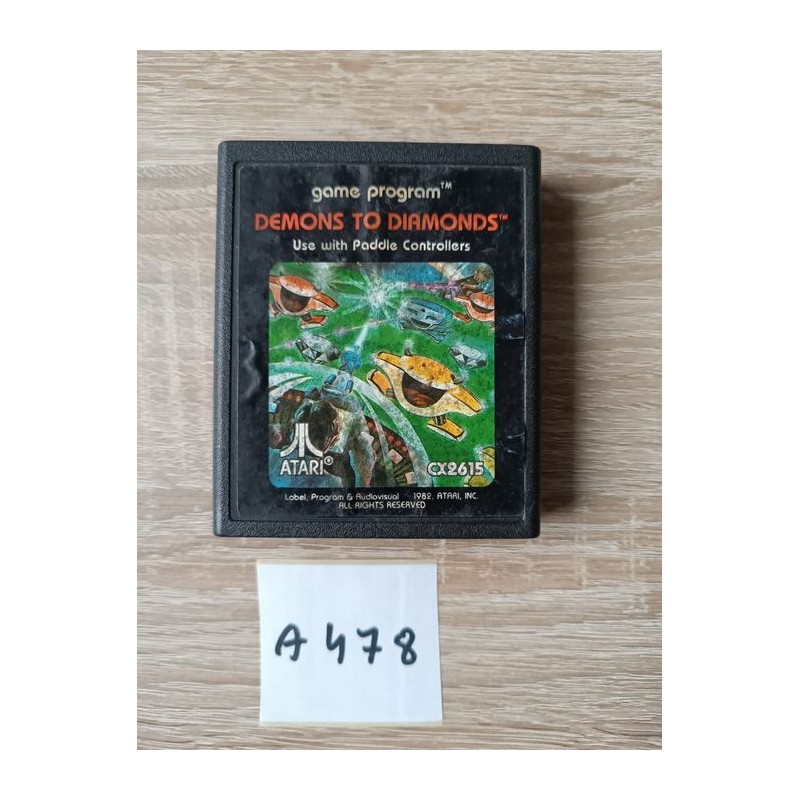 game program™
DEMONS TO DIAMONDS™
Use with Paddle Controllers
ATARI®
CX2615
Label, Program & Audiovisual 1982, ATARI, INC.
ALL RIGHTS RESERVED
A478